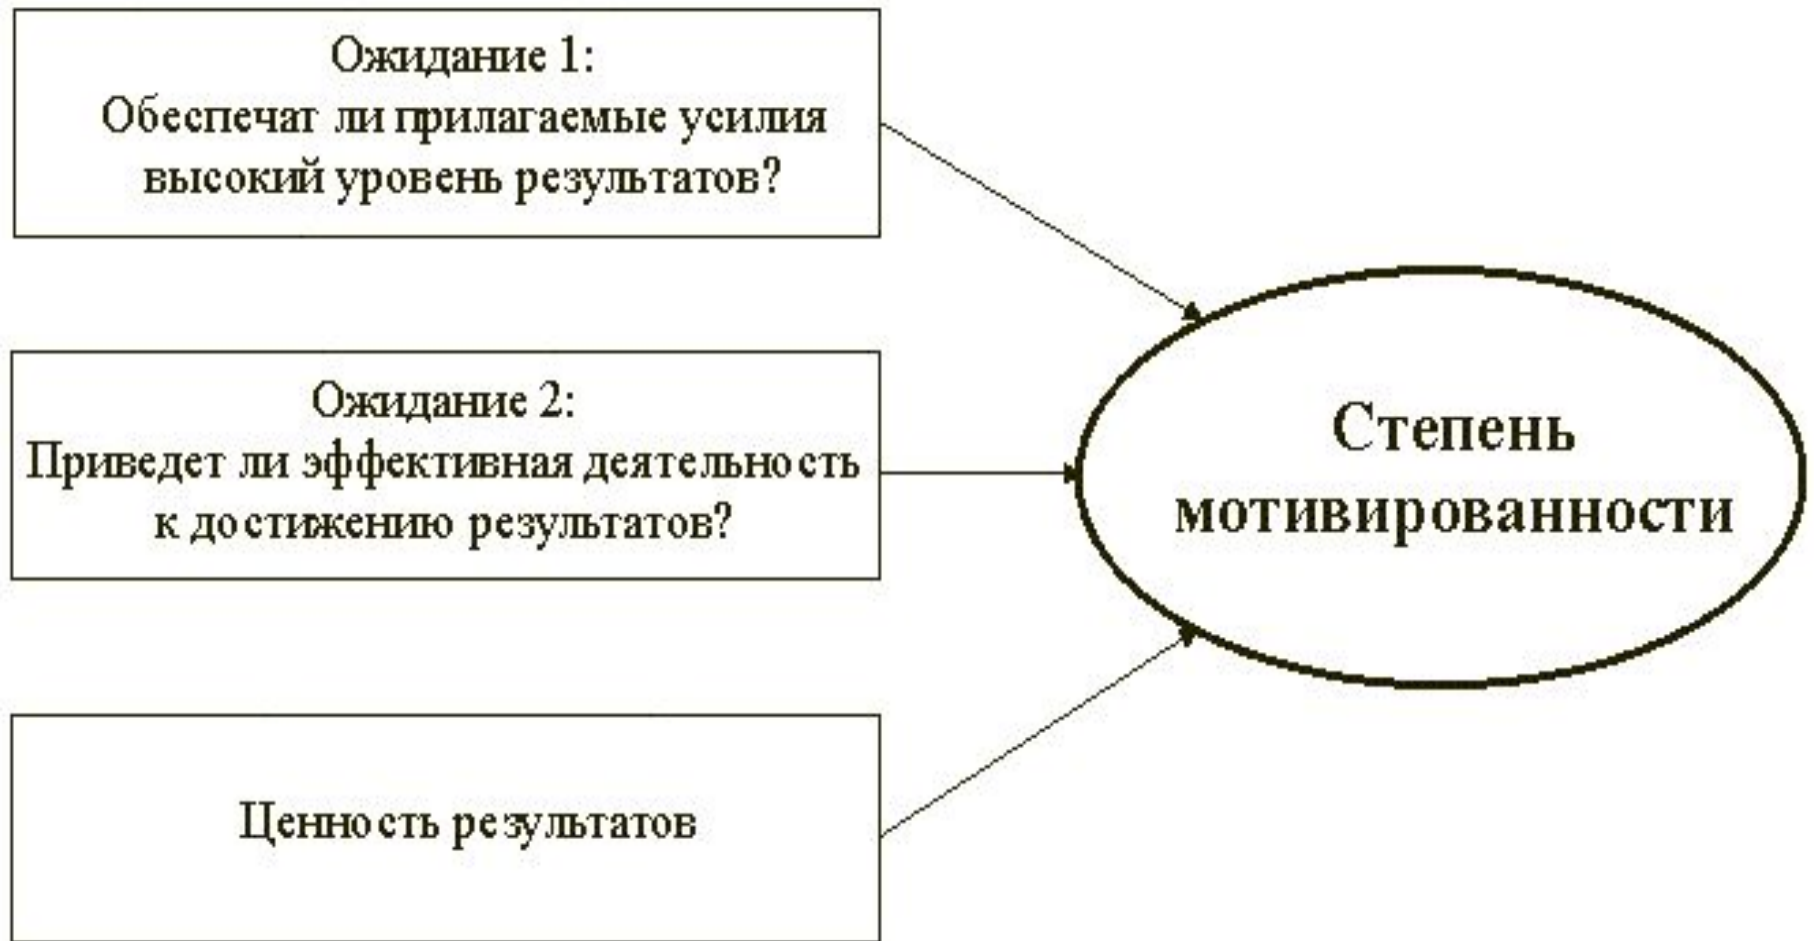 Ожидание 1:
Обеспечат ли прилагаемые усилия
высокий уровень результатов?
Ожидание 2:
Приведет ли эффективная деятельность
к достижению результатов?
Ценность результатов
Степень
мотивированности